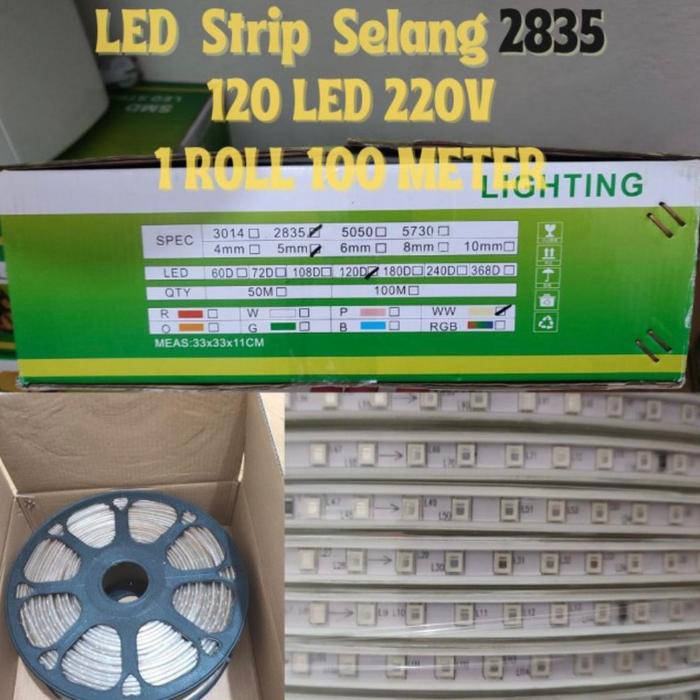 LED Strip Selang 2835
120 LED 220V
1 ROLL 100 METER
LIGHTING
SPEC 3014 2835 5050 5730
4mm 5mm 6mm 8mm 10mm
LED 60D 72D 108D 120D 180D 240D 368D
QTY 50M 100M
R W P WW
O G B RGB
MEAS:33x33x11CM